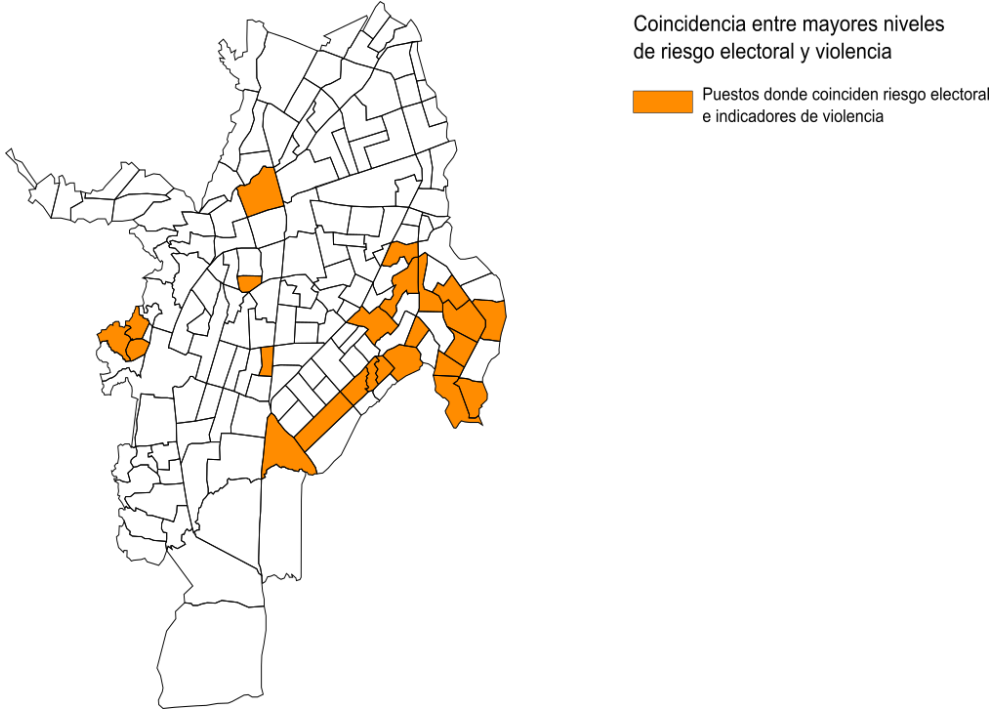 Coincidencia entre mayores niveles
de riesgo electoral y violencia
Puestos donde coinciden riesgo electoral
e indicadores de violencia